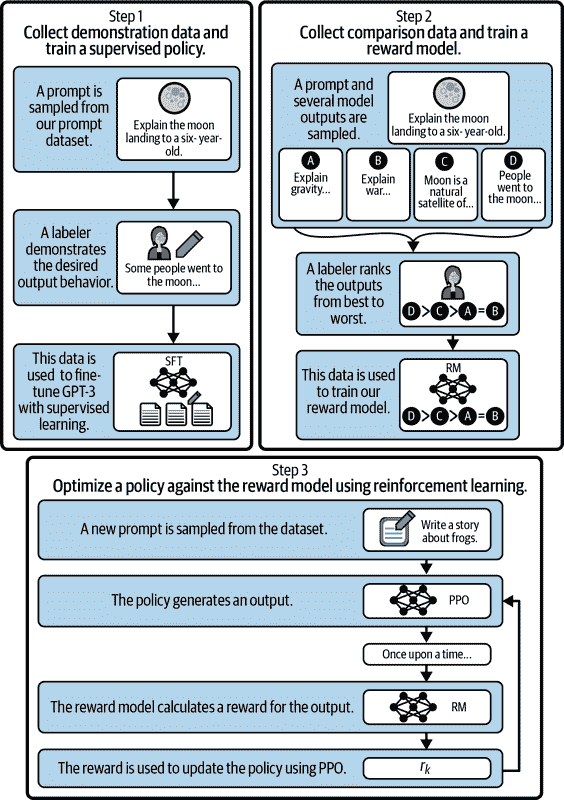 Step 1
Collect demonstration data and
train a supervised policy.
A prompt is
sampled from
our prompt
dataset.
Explain the moon
landing to a six- year-
old.
A labeler
demonstrates
the desired
output behavior.
Some people went to
the moon...
This data is
used to fine-
tune GPT-3
with supervised
learning.
SFT
Step 2
Collect comparison data and train a
reward model.
A prompt and
several model
outputs are
sampled.
Explain the moon
landing to a six- year-old.
A
Explain
gravity...
B
Explain
war...
C
Moon is a
natural
satellite of...
D
People
went to
the moon...
A labeler ranks
the outputs
from best to
worst.
D > C > A = B
This data is used
to train our
reward model.
RM
D > C > A = B
Step 3
Optimize a policy against the reward model using reinforcement learning.
A new prompt is sampled from the dataset.
Write a story
about frogs.
The policy generates an output.
PPO
Once upon a time...
The reward model calculates a reward for the output.
RM
The reward is used to update the policy using PPO.
rk